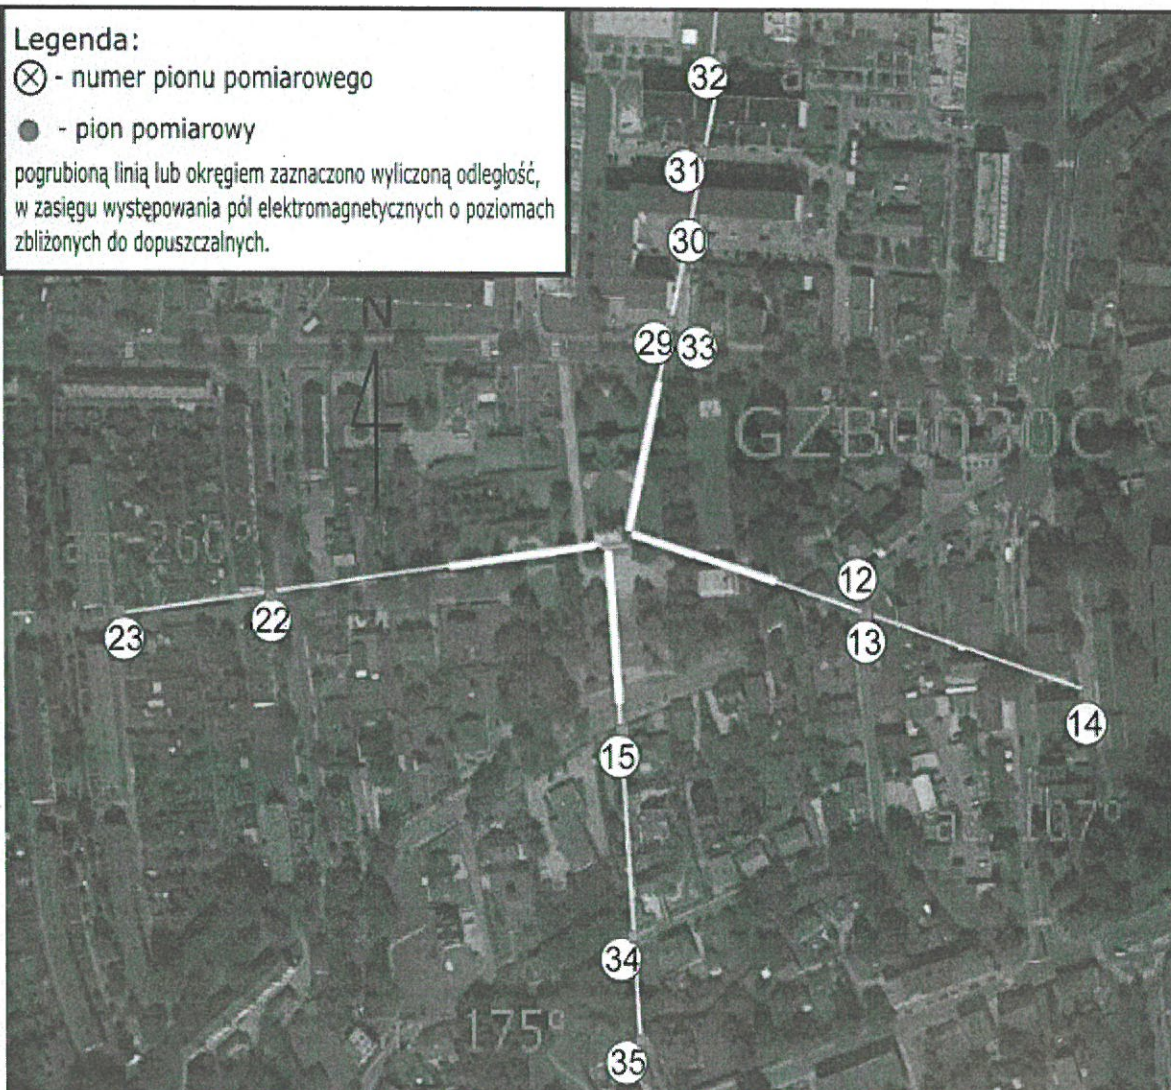 Legenda:
- numer pionu pomiarowego
- pion pomiarowy
pogrubioną linią lub okręgiem zaznaczono wyliczoną odległość,
w zasięgu występowania pól elektromagnetycznych o poziomach
zbliżonych do dopuszczalnych.
32
31
30
29 33
N
GZB0030C
260°
12
22
23
13
14
15
107°
34
175°
35